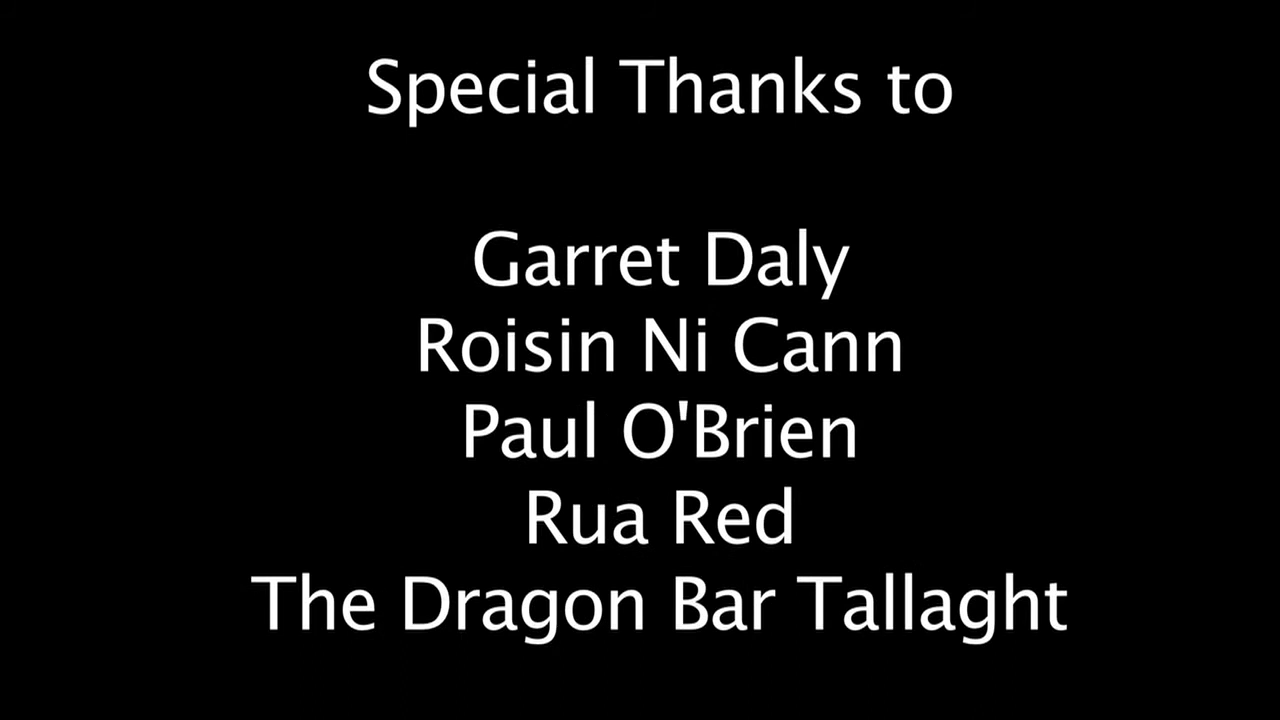 Special Thanks to
Garret Daly
Roisin Ni Cann
Paul O'Brien
Rua Red
The Dragon Bar Tallaght